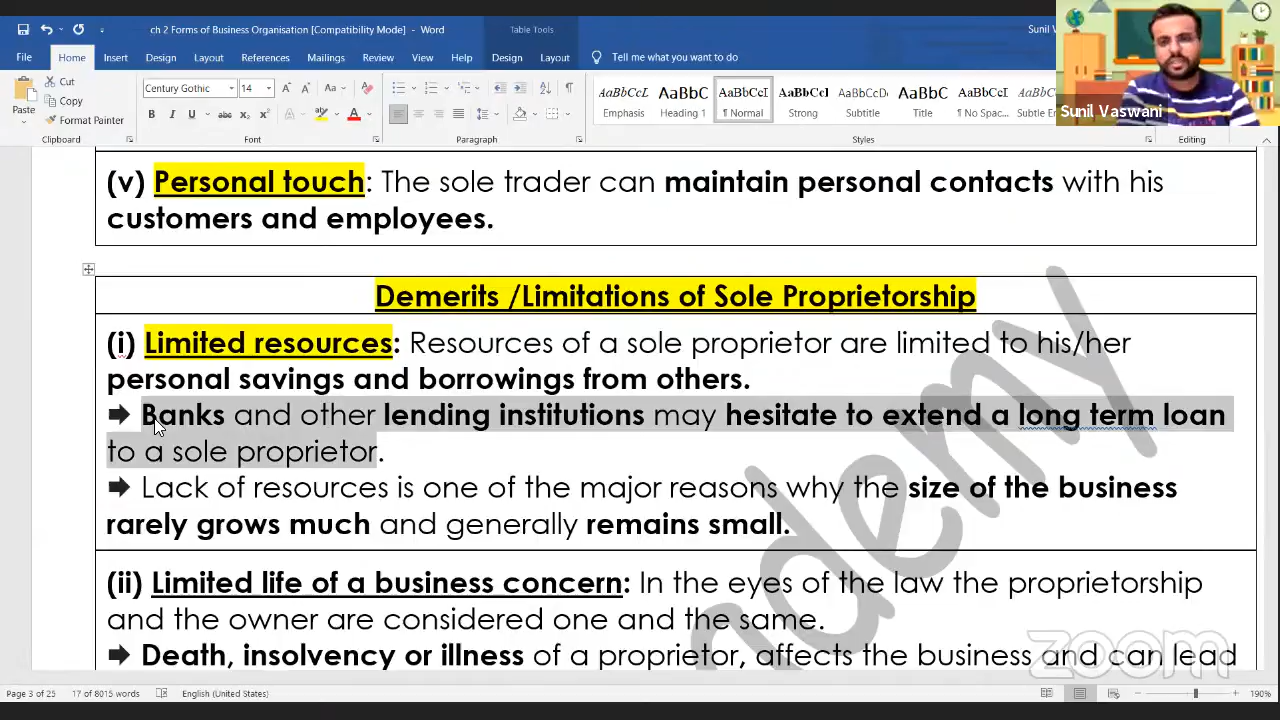 ch 2 Forms of Business Organisation [Compatibility Mode] - Word
Table Tools
Sunil V
File Home Insert Design Layout References Mailings Review View Help Design Layout Tell me what you want to do
Paste
Cut
Copy
Format Painter
Century Gothic 14
B I U abc X₂ X² A
AaBbCcI AaBbC AaBbCcI AaBbCcI AaBbCcDc AaBbC AaBbCcI AaBbCc
Emphasis Heading 1 ¶ Normal Strong Subtitle Title ¶ No Spac... Subtle Em
Clipboard Font Paragraph Styles Editing
Sunil Vaswani
(v) Personal touch: The sole trader can maintain personal contacts with his
customers and employees.
Demerits /Limitations of Sole Proprietorship
(i) Limited resources: Resources of a sole proprietor are limited to his/her
personal savings and borrowings from others.
➡ Banks and other lending institutions may hesitate to extend a long term loan
to a sole proprietor.
➡ Lack of resources is one of the major reasons why the size of the business
rarely grows much and generally remains small.
(ii) Limited life of a business concern: In the eyes of the law the proprietorship
and the owner are considered one and the same.
➡ Death, insolvency or illness of a proprietor, affects the business and can lead
demy
zoom
Page 3 of 25 17 of 8015 words English (United States) 190%